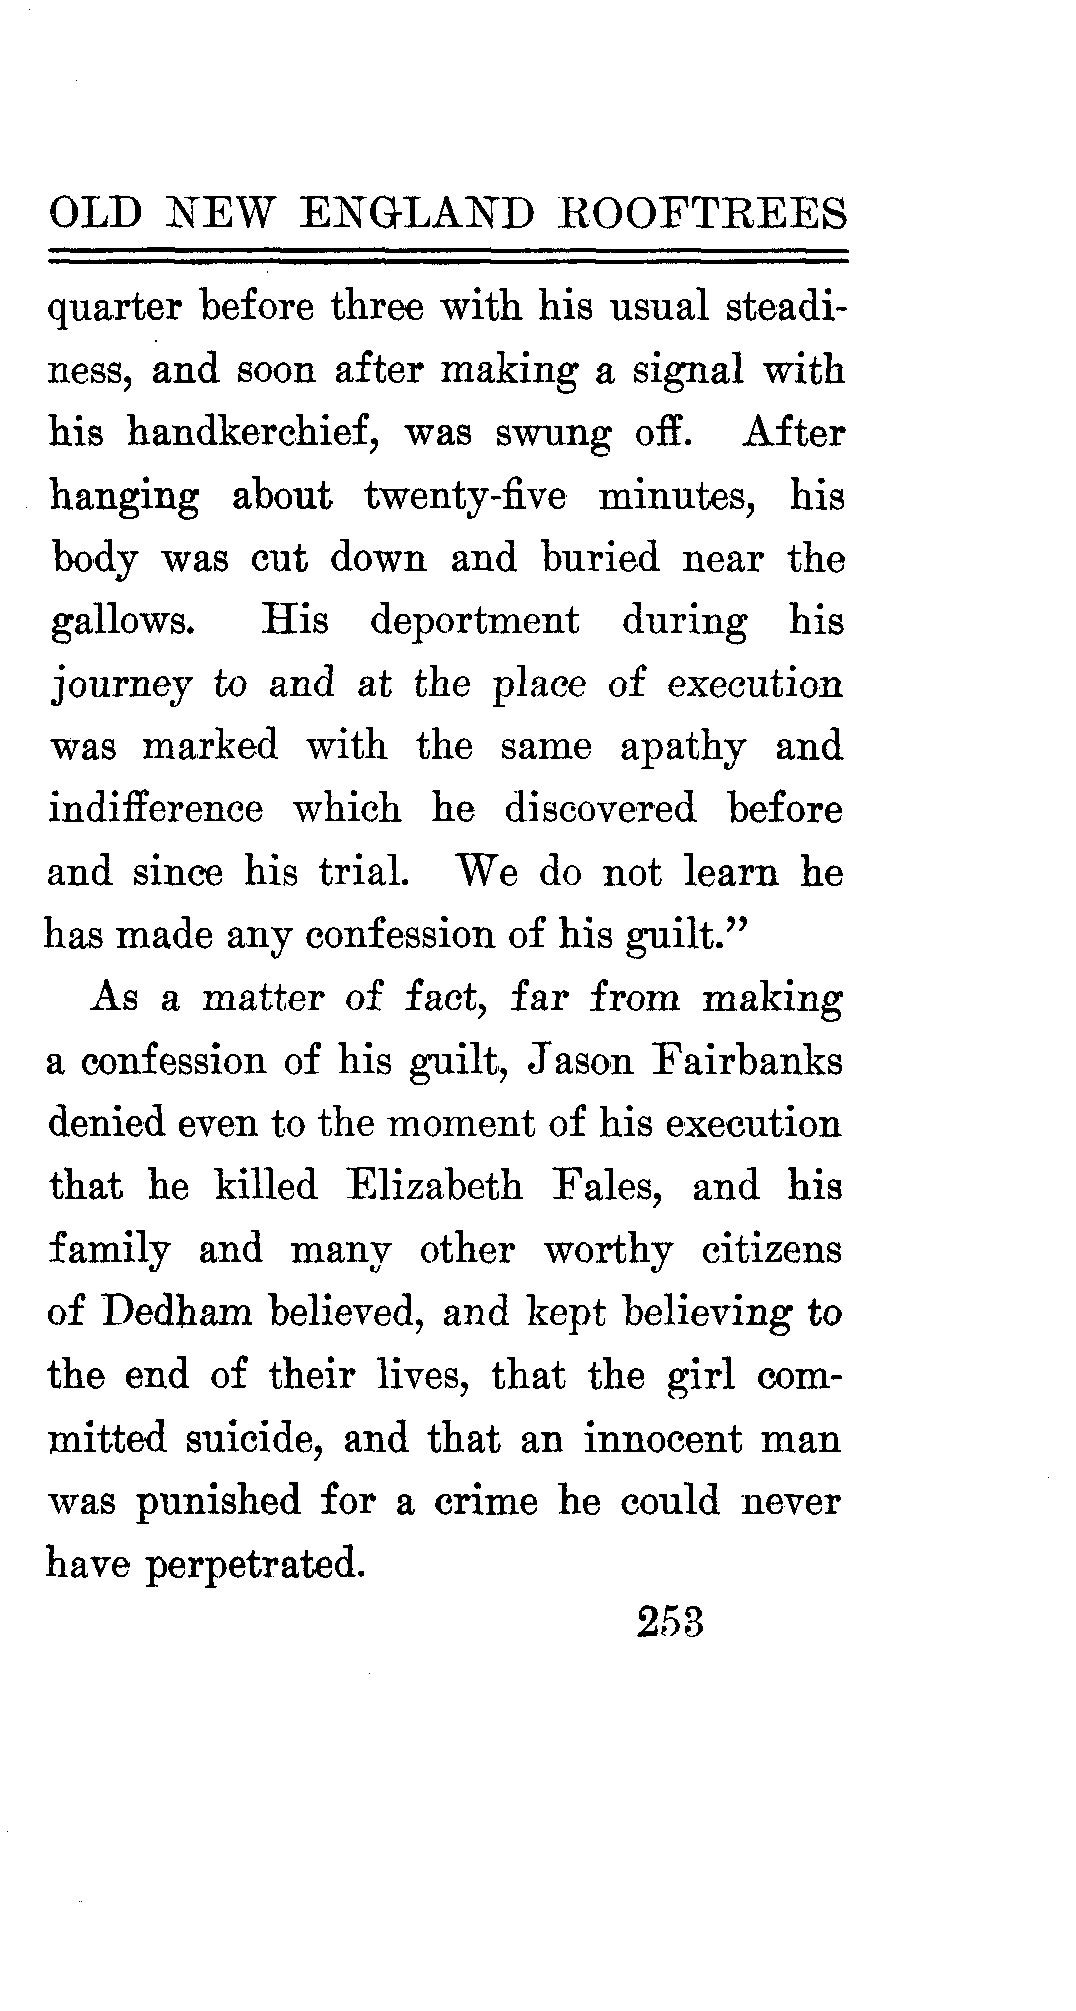 OLD NEW ENGLAND ROOFTREES
quarter before three with his usual steadi-
ness, and soon after making a signal with
his handkerchief, was swung off. After
hanging about twenty-five minutes, his
body was cut down and buried near the
gallows. His deportment during his
journey to and at the place of execution
was marked with the same apathy and
indifference which he discovered before
and since his trial. We do not learn he
has made any confession of his guilt.”
As a matter of fact, far from making
a confession of his guilt, Jason Fairbanks
denied even to the moment of his execution
that he killed Elizabeth Fales, and his
family and many other worthy citizens
of Dedham believed, and kept believing to
the end of their lives, that the girl com-
mitted suicide, and that an innocent man
was punished for a crime he could never
have perpetrated.
253